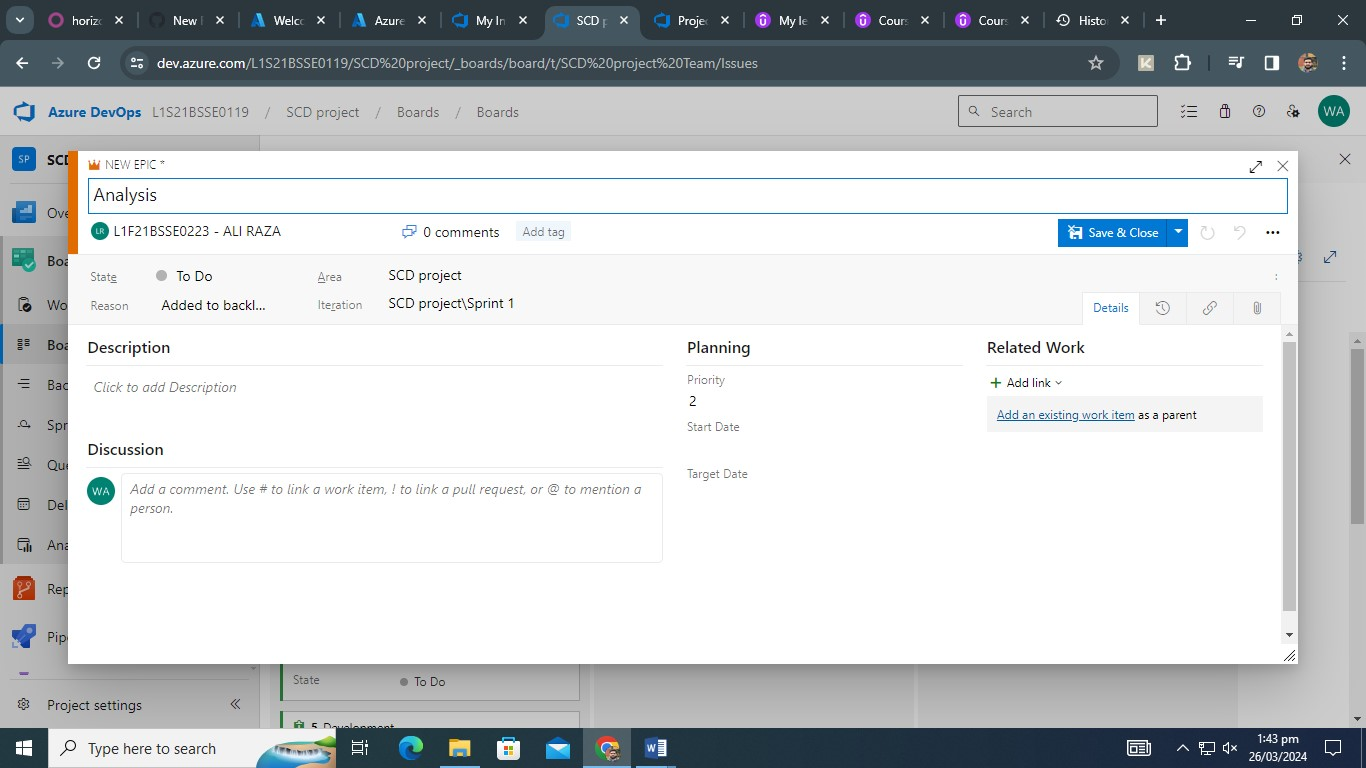 horiz
New
Welco
Azure
My In
SCD p
Proje
My le
Cours
Cours
Histo
dev.azure.com/L1S21BSSE0119/SCD%20project/_boards/board/t/SCD%20project%20Team/Issues
Azure DevOps L1S21BSSE0119 / SCD project / Boards / Boards
Search
WA
SP SCD
NEW EPIC *
Analysis
LR L1F21BSSE0223 - ALI RAZA
0 comments
Add tag
Save & Close
State To Do
Area SCD project
Reason Added to backl...
Iteration SCD project\Sprint 1
Details
Ove
Boa
Wo
Boa
Bac
Spr
Que
Del
Ana
Rep
Pip
Project settings
Description
Click to add Description
Discussion
WA
Add a comment. Use # to link a work item, ! to link a pull request, or @ to mention a
person.
Planning
Priority
2
Start Date
Target Date
Related Work
Add link
Add an existing work item as a parent
State To Do
5 Development
Type here to search
1:43 pm
26/03/2024